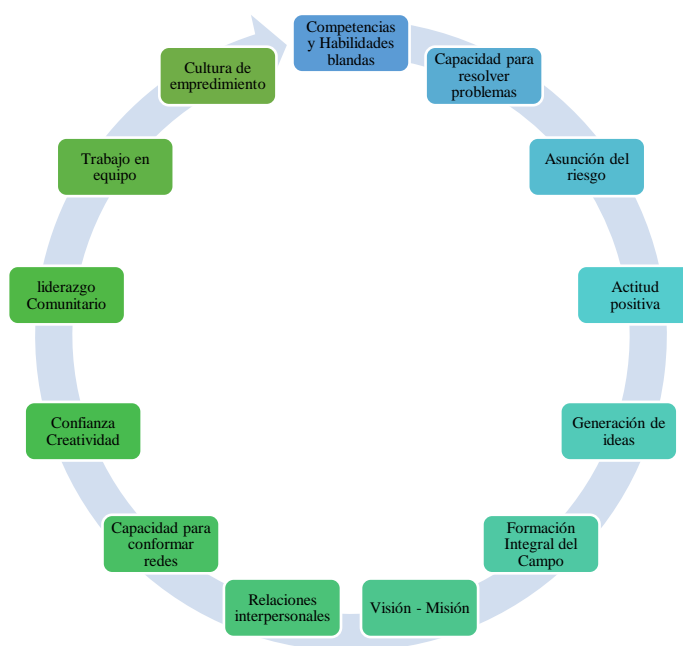 Competencias
y Habilidades
blandas
Capacidad para
resolver
problemas
Asunción del
riesgo
Actitud
positiva
Generación de
ideas
Formación
Integral del
Campo
Visión - Misión
Relaciones
interpersonales
Capacidad para
conformar
redes
Confianza
Creatividad
liderazgo
Comunitario
Trabajo en
equipo
Cultura de
empredimiento